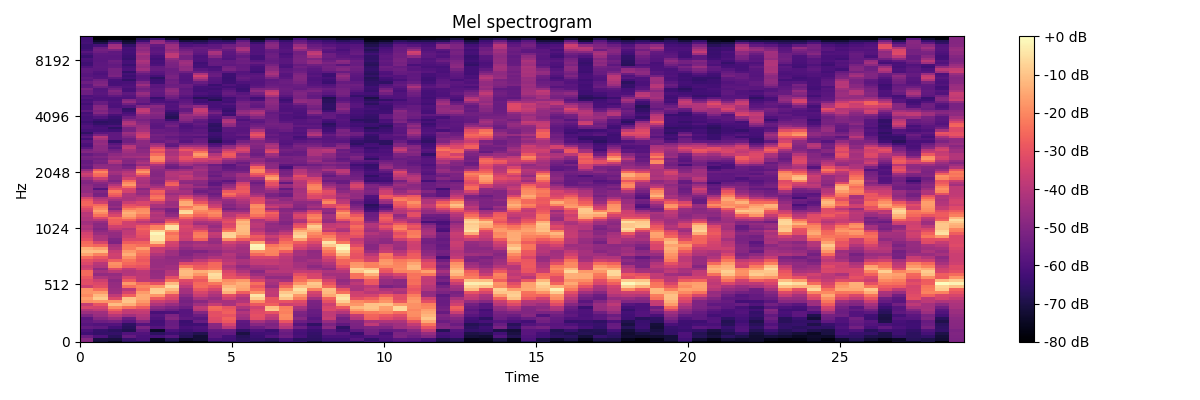 Mel spectrogram
8192
4096
2048
1024
512
0
Hz
0 5 10 15 20 25
Time
+0 dB
-10 dB
-20 dB
-30 dB
-40 dB
-50 dB
-60 dB
-70 dB
-80 dB